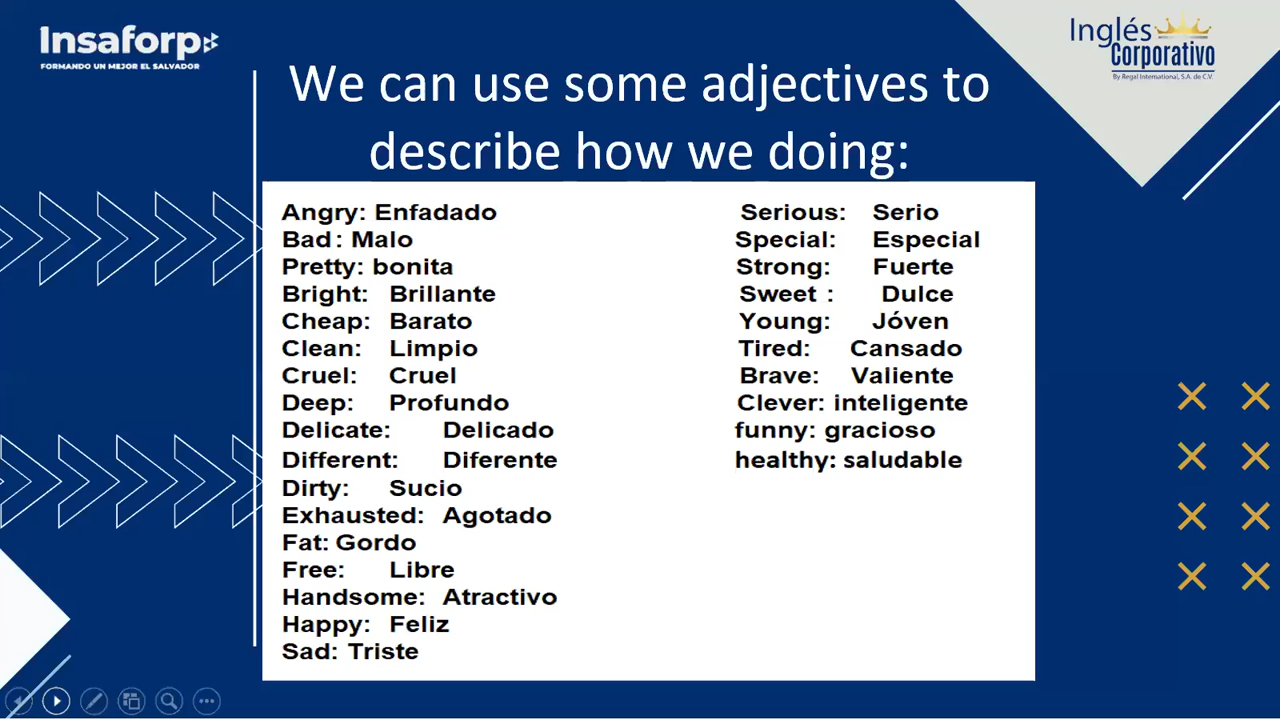 Insaforp
FORMANDO UN MEJOR EL SALVADOR
Inglés
Corporativo
By Regal International, S.A. de C.V.
We can use some adjectives to
describe how we doing:
Angry: Enfadado
Bad : Malo
Pretty: bonita
Bright: Brillante
Cheap: Barato
Clean: Limpio
Cruel: Cruel
Deep: Profundo
Delicate: Delicado
Different: Diferente
Dirty: Sucio
Exhausted: Agotado
Fat: Gordo
Free: Libre
Handsome: Atractivo
Happy: Feliz
Sad: Triste
Serious: Serio
Special: Especial
Strong: Fuerte
Sweet : Dulce
Young: Jóven
Tired: Cansado
Brave: Valiente
Clever: inteligente
funny: gracioso
healthy: saludable